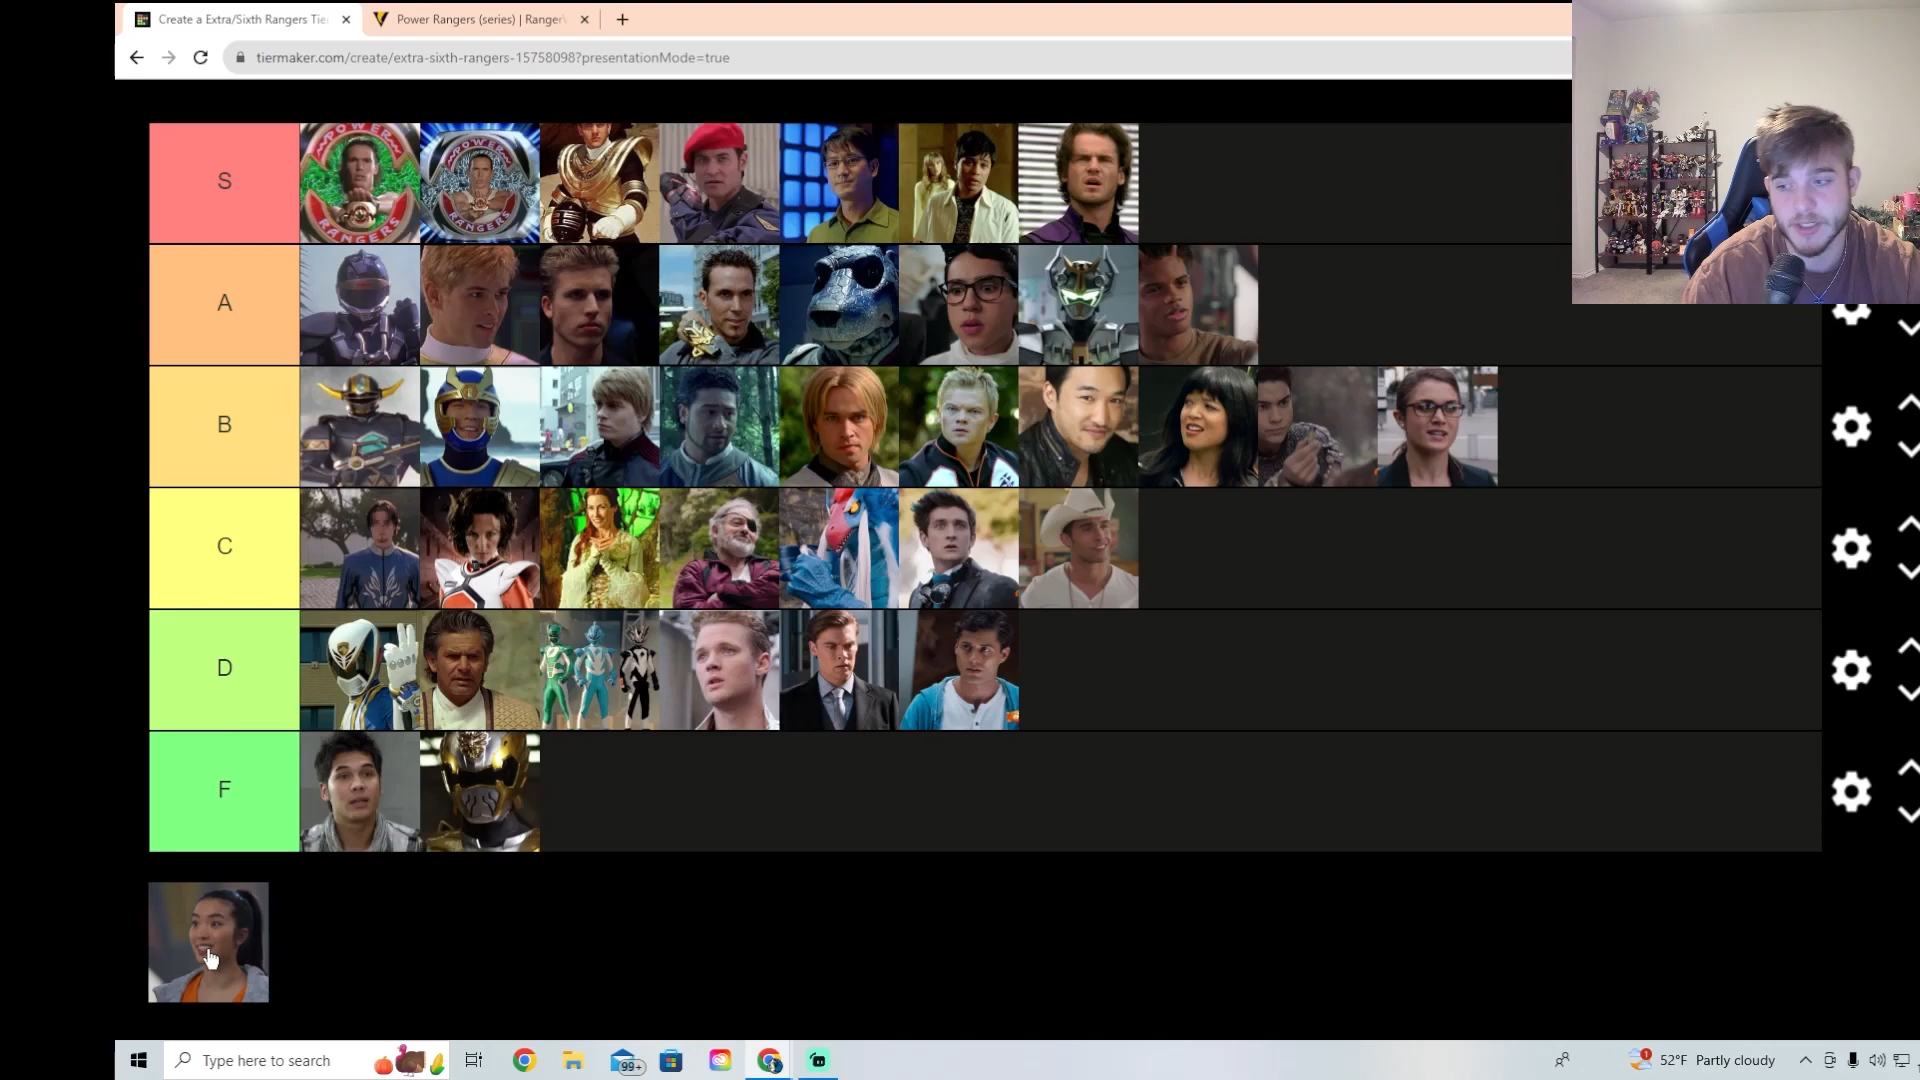 Create a Extra/Sixth Rangers Tie
Power Rangers (series) | Ranger
tiermaker.com/create/extra-sixth-rangers-15758098?presentationMode=true
S
POWER
RANGERS
POWER
RANGERS
A
B
C
D
F
Type here to search
99+
1
52°F Partly cloudy